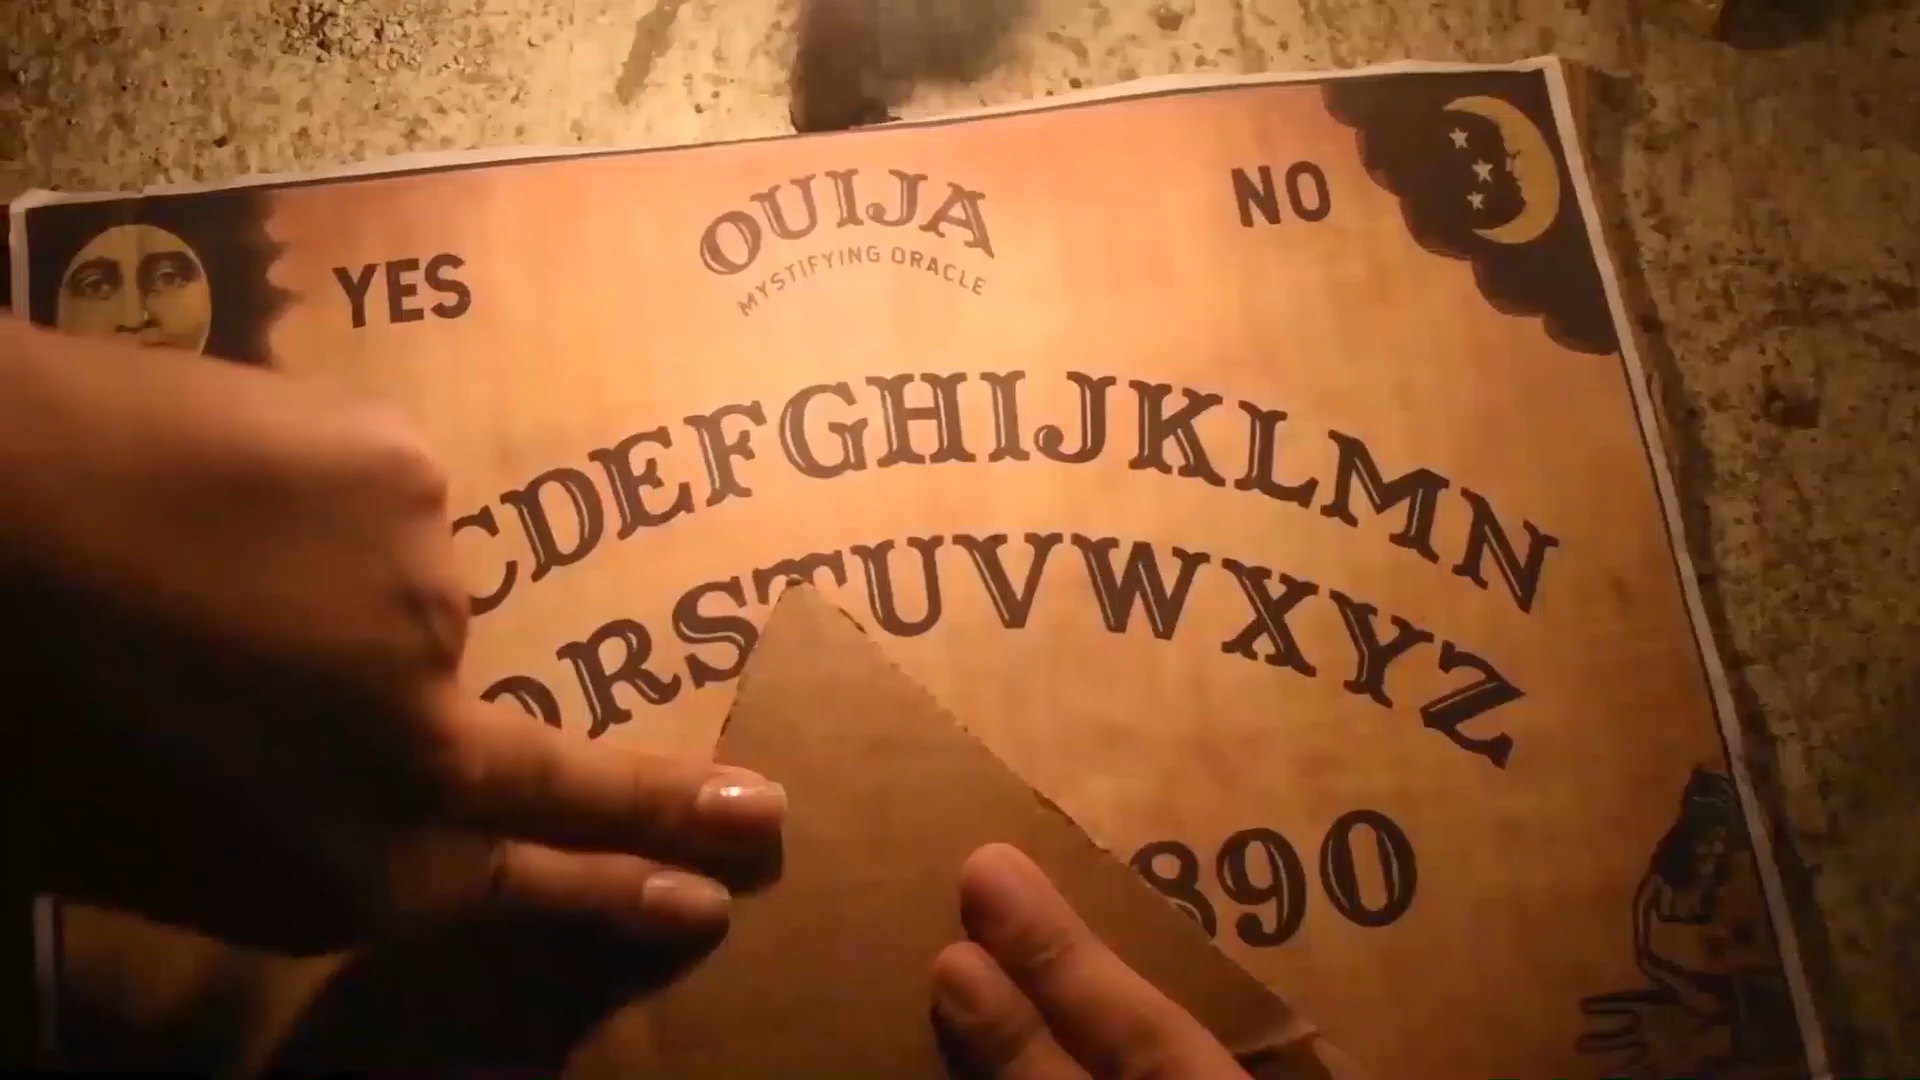 OUIJA
MYSTIFYING ORACLE
YES
NO
CDEFGHIJKLMN
RSTUVWXYZ
890